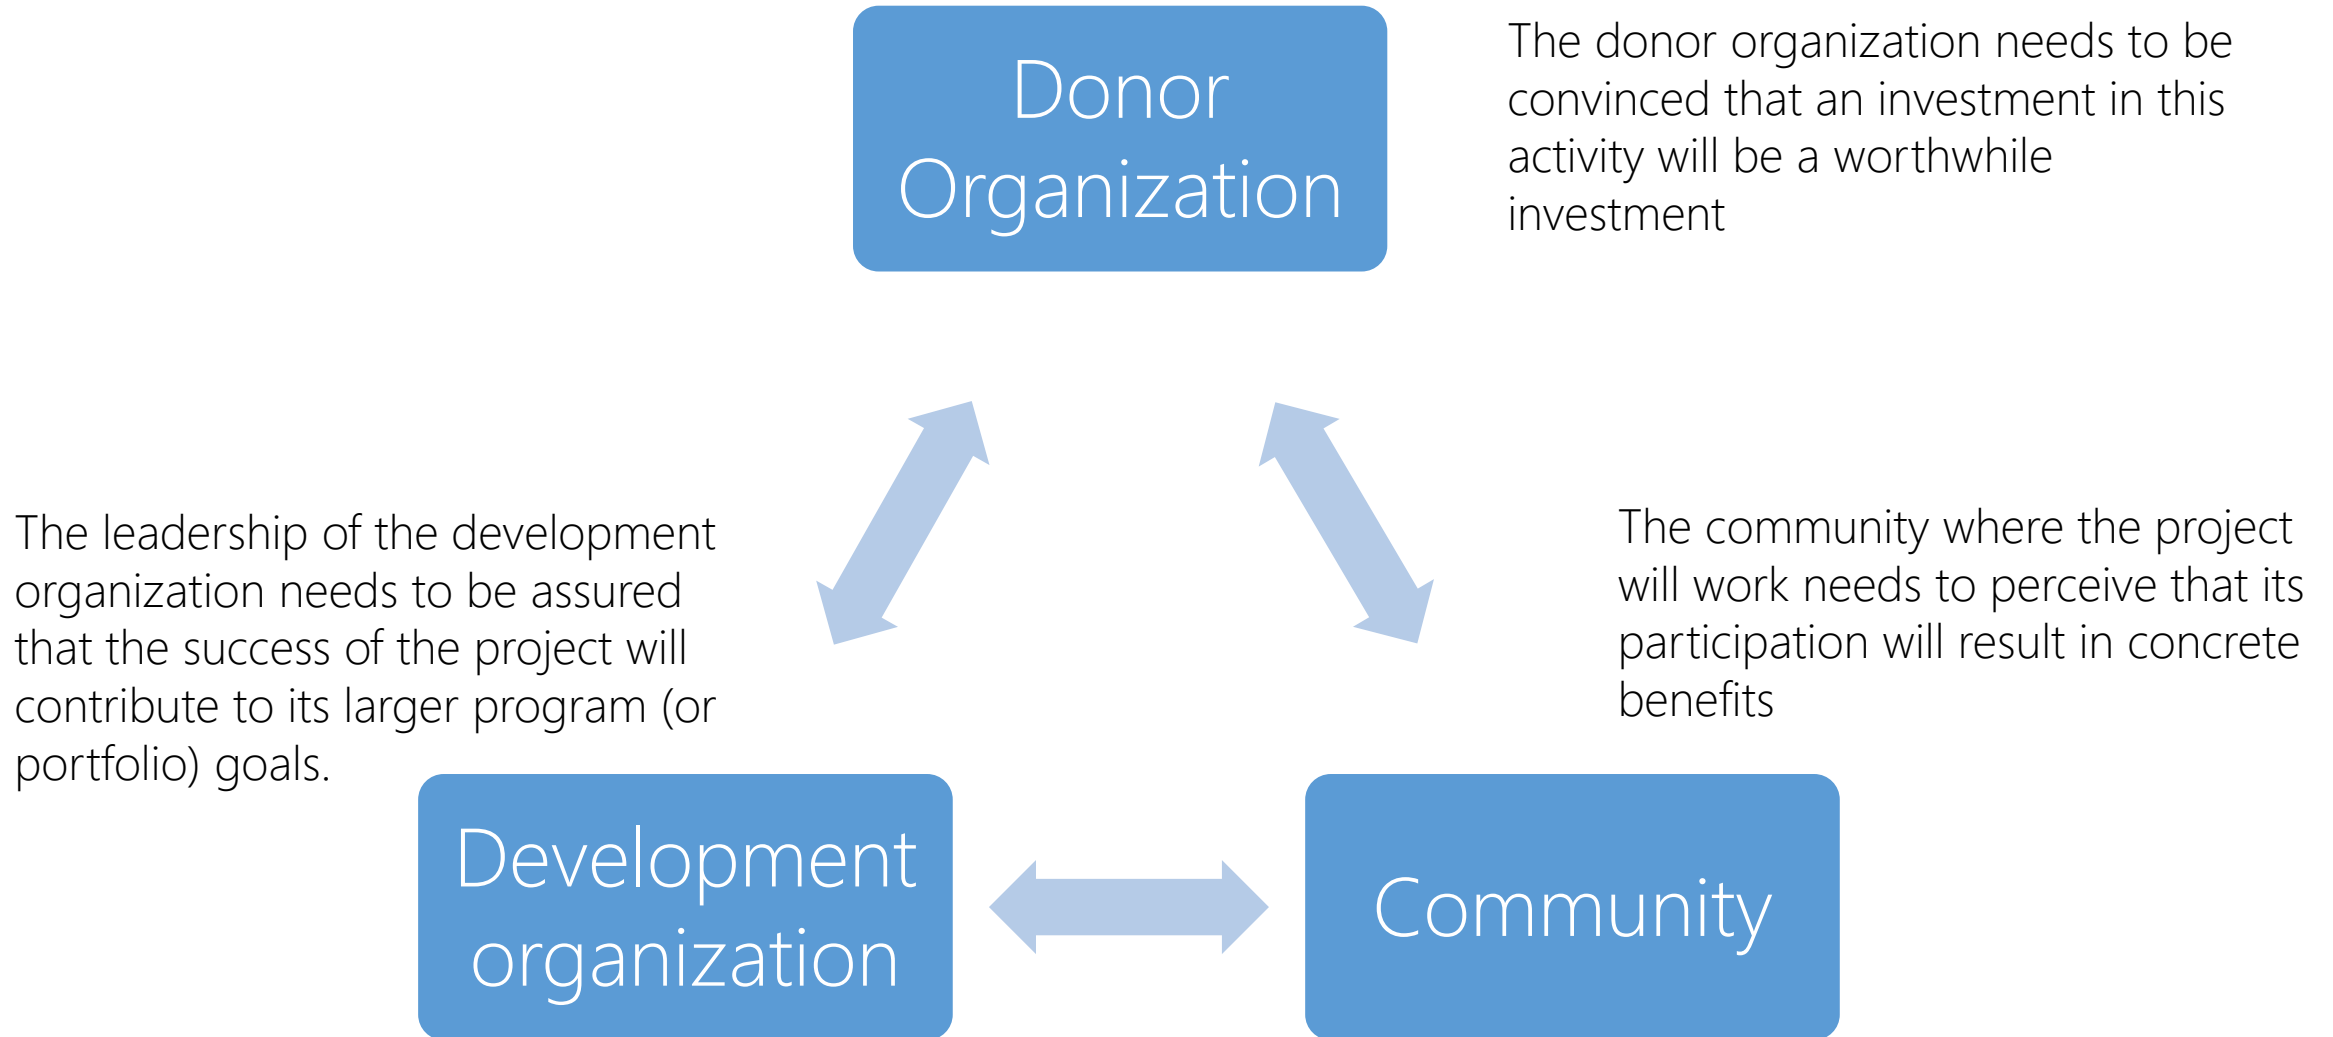 Donor
Organization
The donor organization needs to be
convinced that an investment in this
activity will be a worthwhile
investment
The leadership of the development
organization needs to be assured
that the success of the project will
contribute to its larger program (or
portfolio) goals.
The community where the project
will work needs to perceive that its
participation will result in concrete
benefits
Development
organization
Community